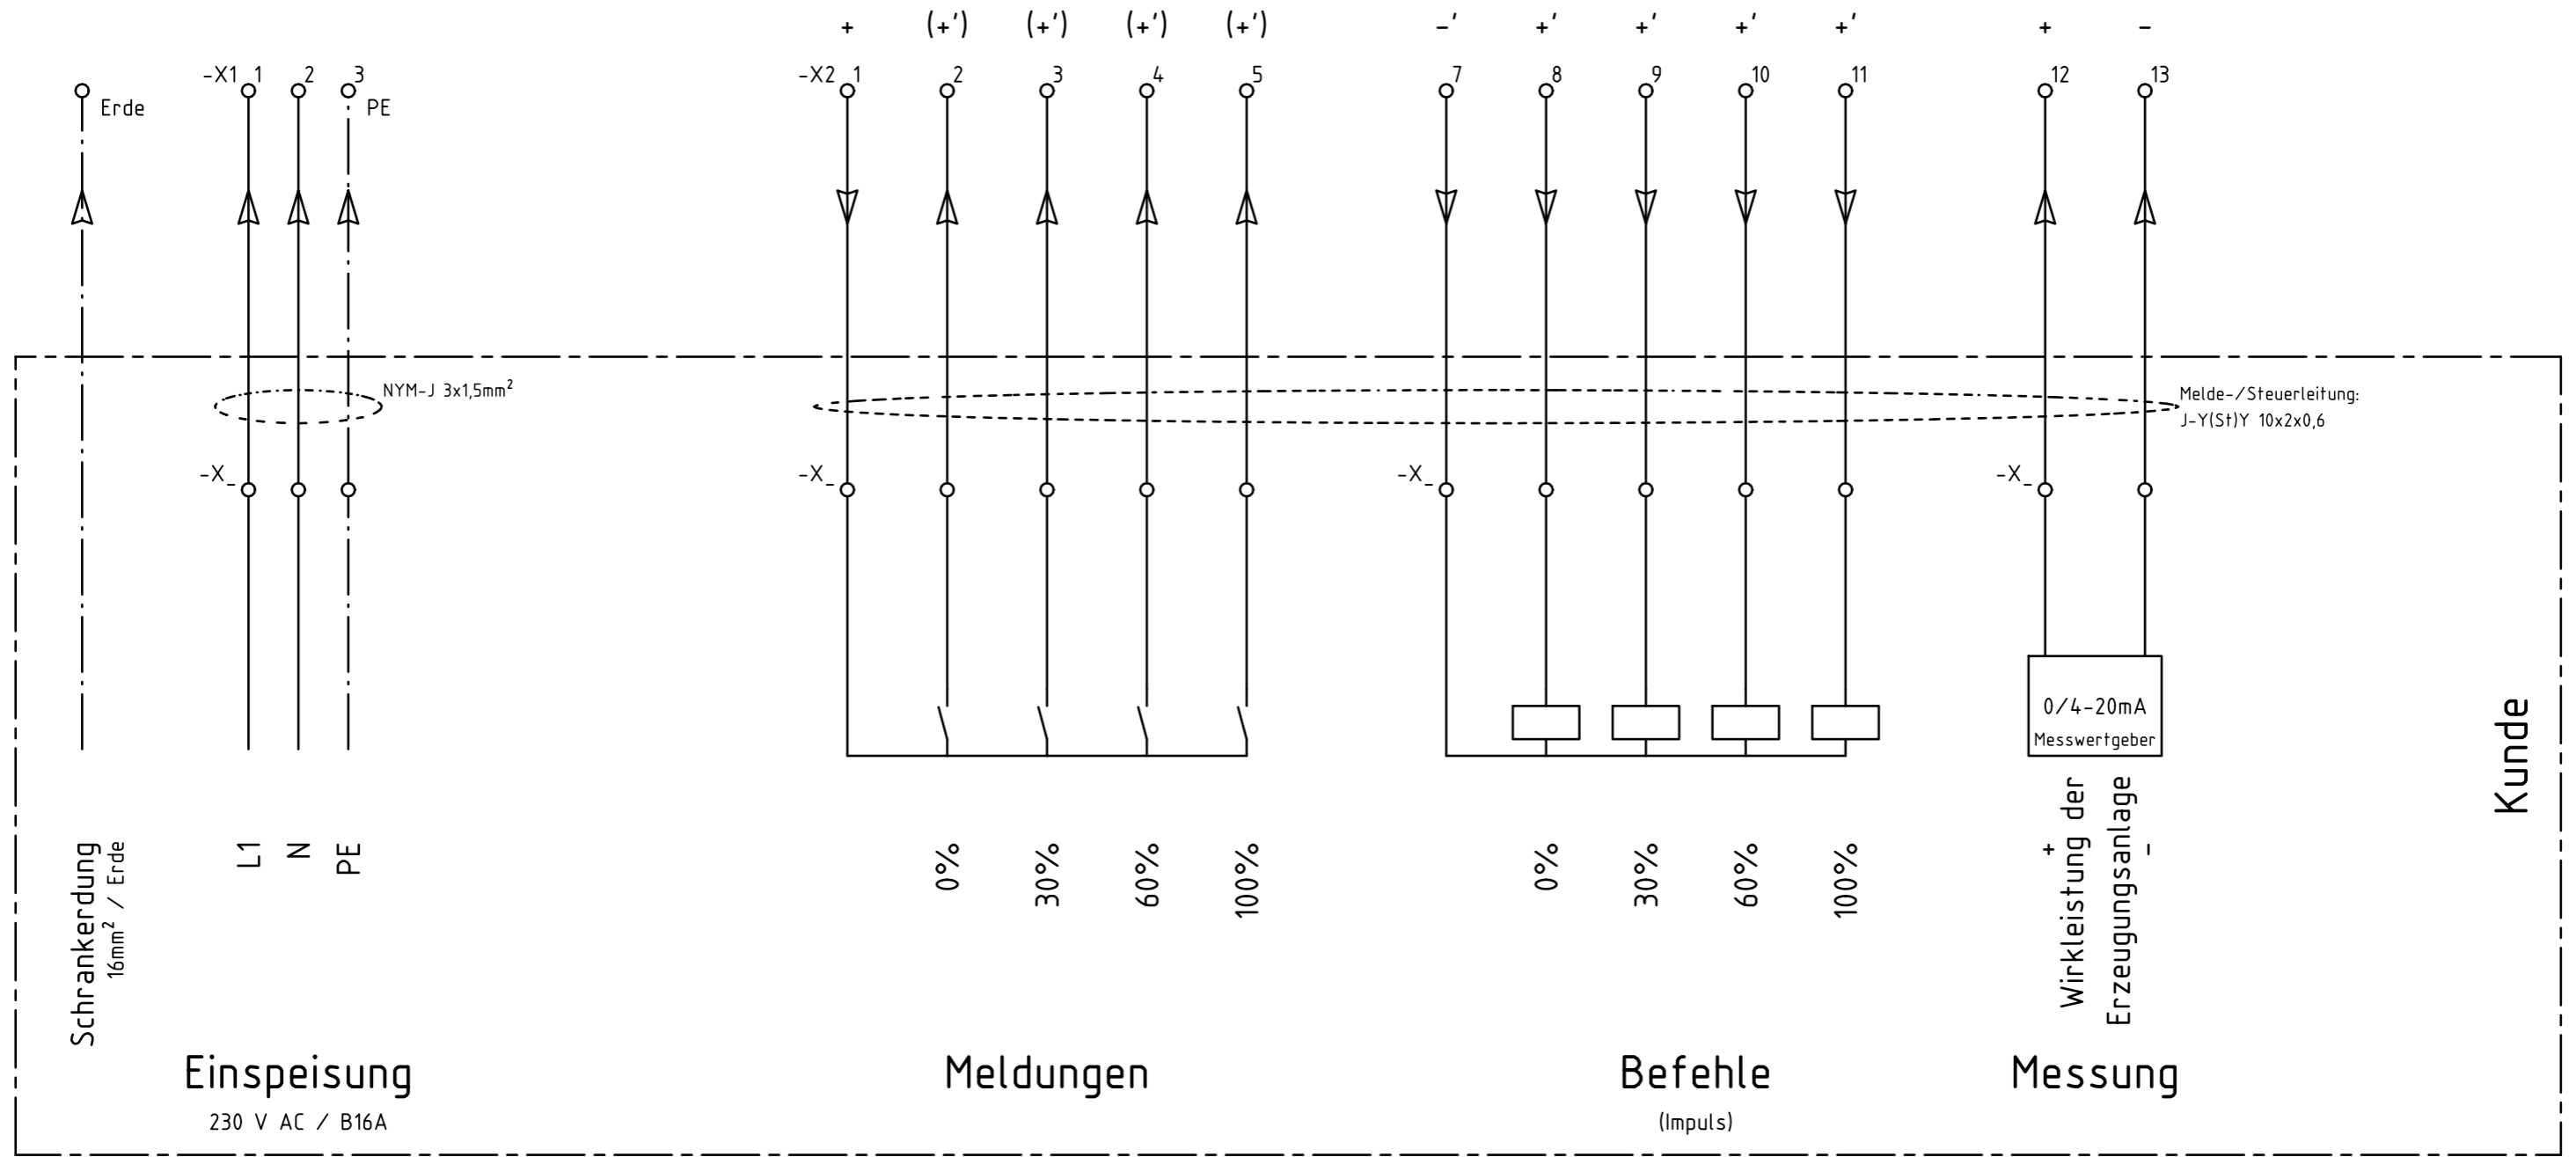 + (+') (+') (+') (+') -' +' +' +' +' + -
-X1 1 2 3 -X2 1 2 3 4 5 7 8 9 10 11 12 13
Erde PE
NYM-J 3x1,5mm²
Melde-/Steuerleitung:
J-Y(St)Y 10x2x0,6
-X_ -X_ -X_ -X_
0/4-20mA
Messwertgeber
Schrankerdung
16mm² / Erde
L1
N
PE
0%
30%
60%
100%
0%
30%
60%
100%
+
Wirkleistung der
Erzeugungsanlage
-
Kunde
Einspeisung
230 V AC / B16A
Meldungen
Befehle
(Impuls)
Messung